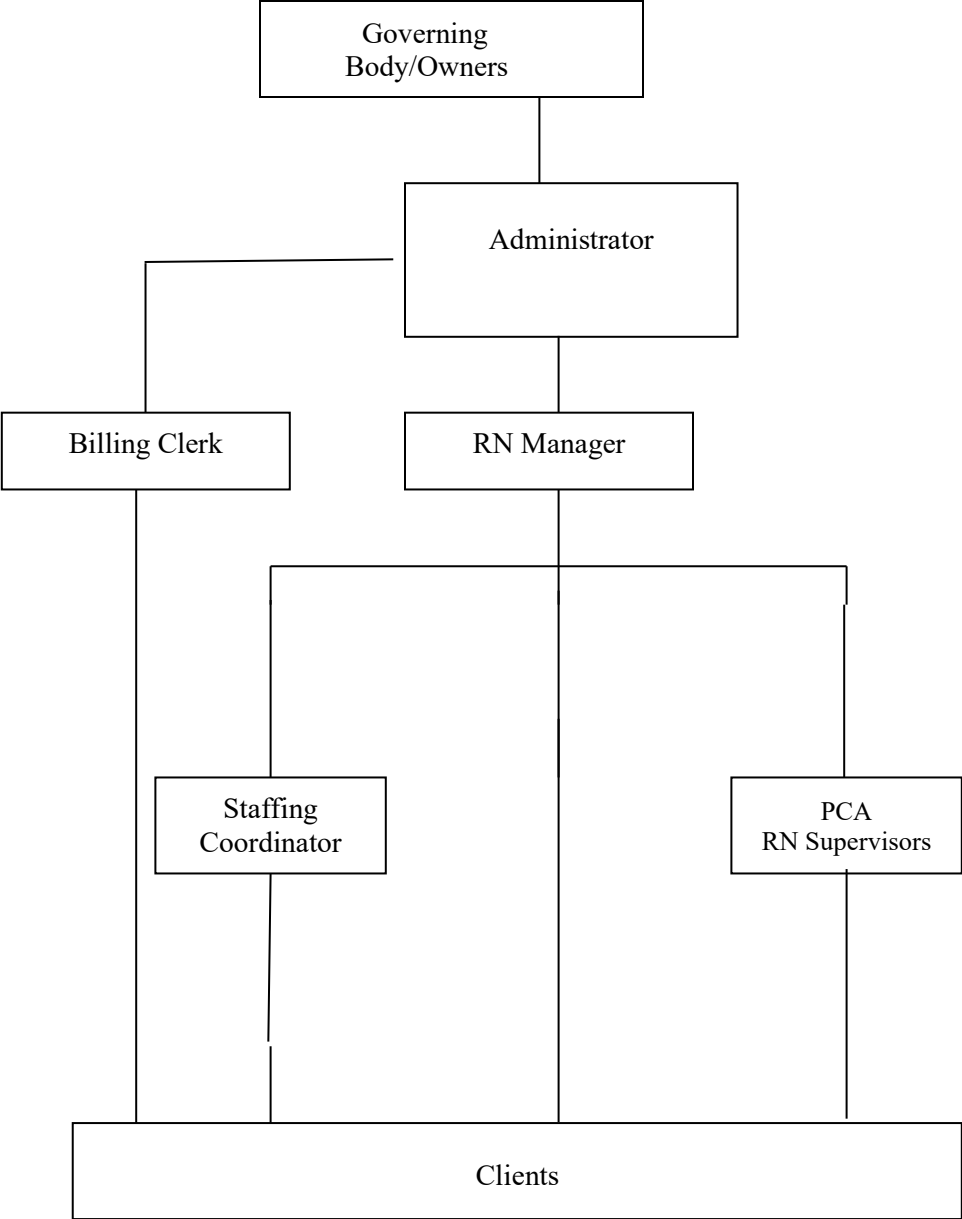 Governing
Body/Owners
Administrator
Billing Clerk
RN Manager
Staffing
Coordinator
PCA
RN Supervisors
Clients